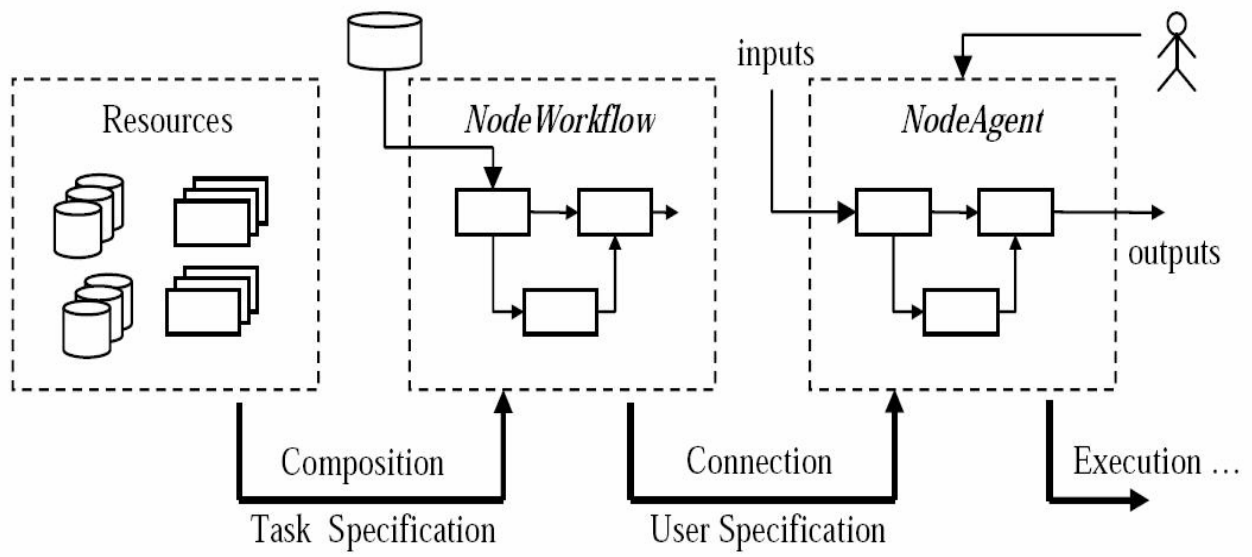 Resources
NodeWorkflow
inputs
NodeAgent
outputs
Composition
Task Specification
Connection
User Specification
Execution ...